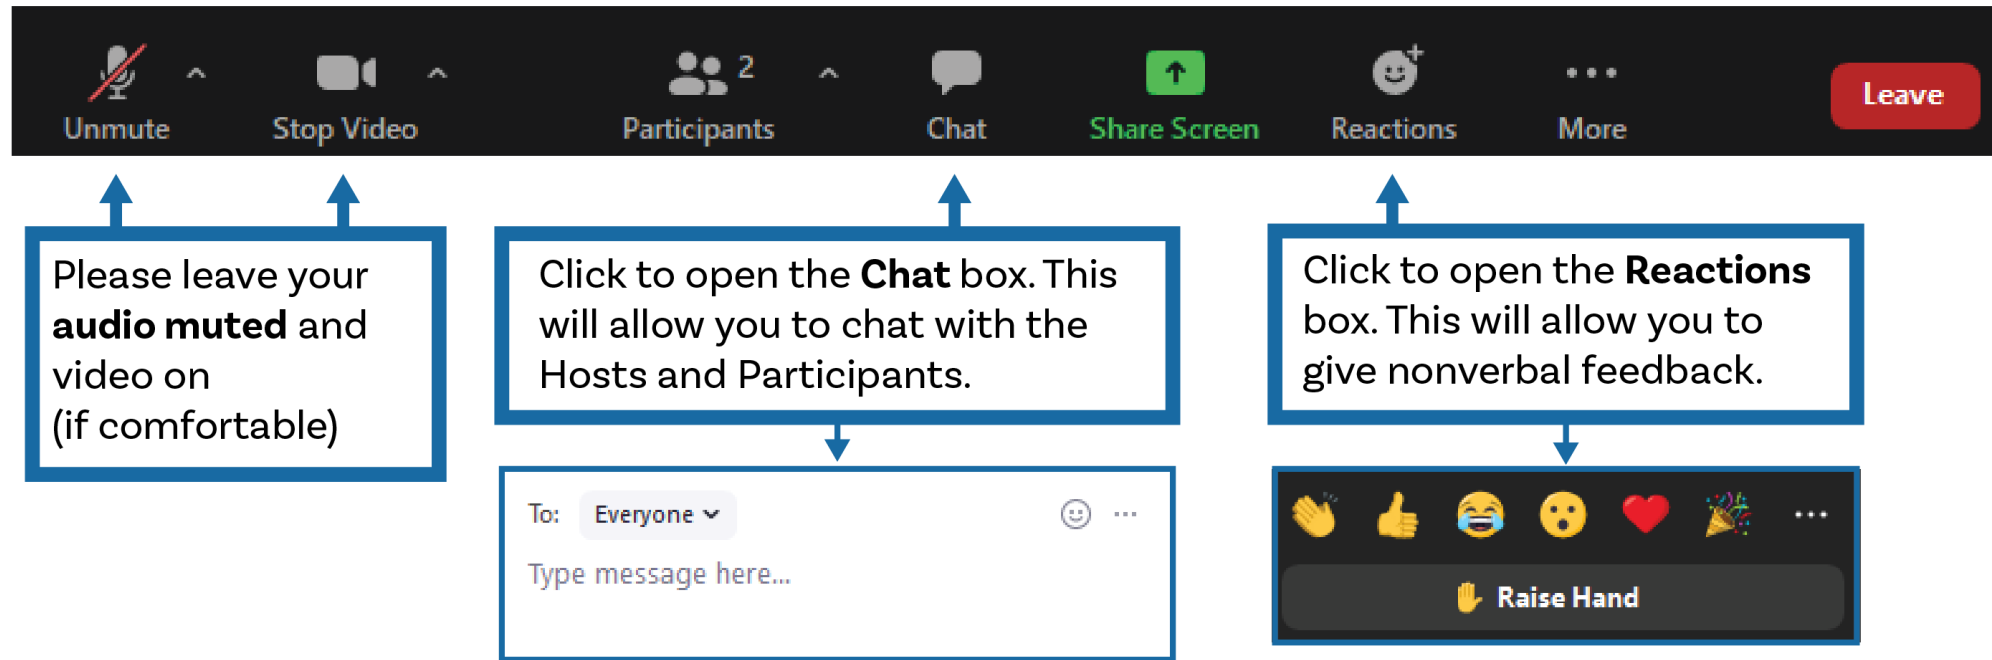 2
Unmute
Stop Video
Participants
Chat
Share Screen
Reactions
More
Leave
Please leave your
audio muted and
video on
(if comfortable)
Click to open the Chat box. This
will allow you to chat with the
Hosts and Participants.
Click to open the Reactions
box. This will allow you to
give nonverbal feedback.
To: Everyone
Type message here...
Raise Hand